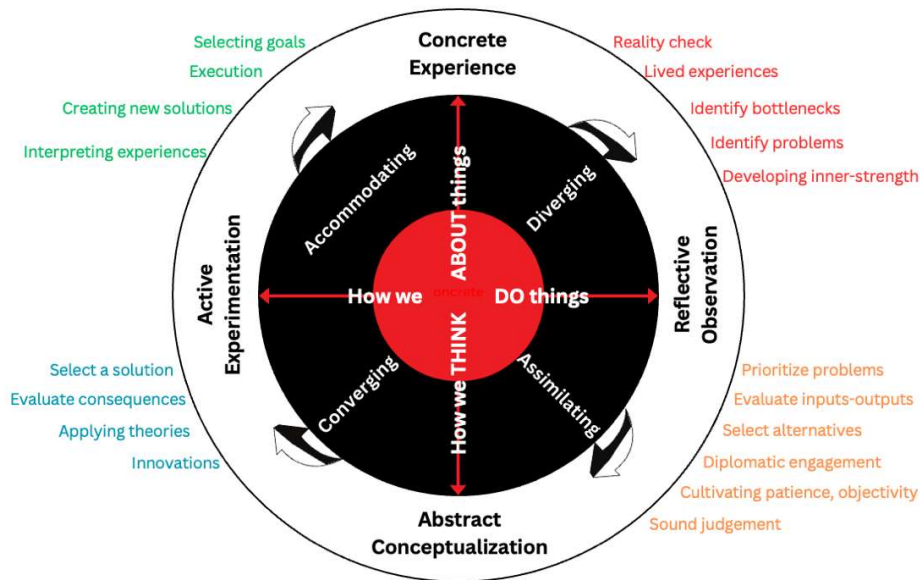 Selecting goals
Execution
Creating new solutions
Interpreting experiences
Concrete
Experience
Reality check
Lived experiences
Identify bottlenecks
Identify problems
Developing inner-strength
Accommodating
ABOUT things
Diverging
Active
Experimentation
How we
oncrete
DO things
Reflective
Observation
Converging
How we THINK
Assimilating
Select a solution
Evaluate consequences
Applying theories
Innovations
Prioritize problems
Evaluate inputs-outputs
Select alternatives
Diplomatic engagement
Cultivating patience, objectivity
Sound judgement
Abstract
Conceptualization